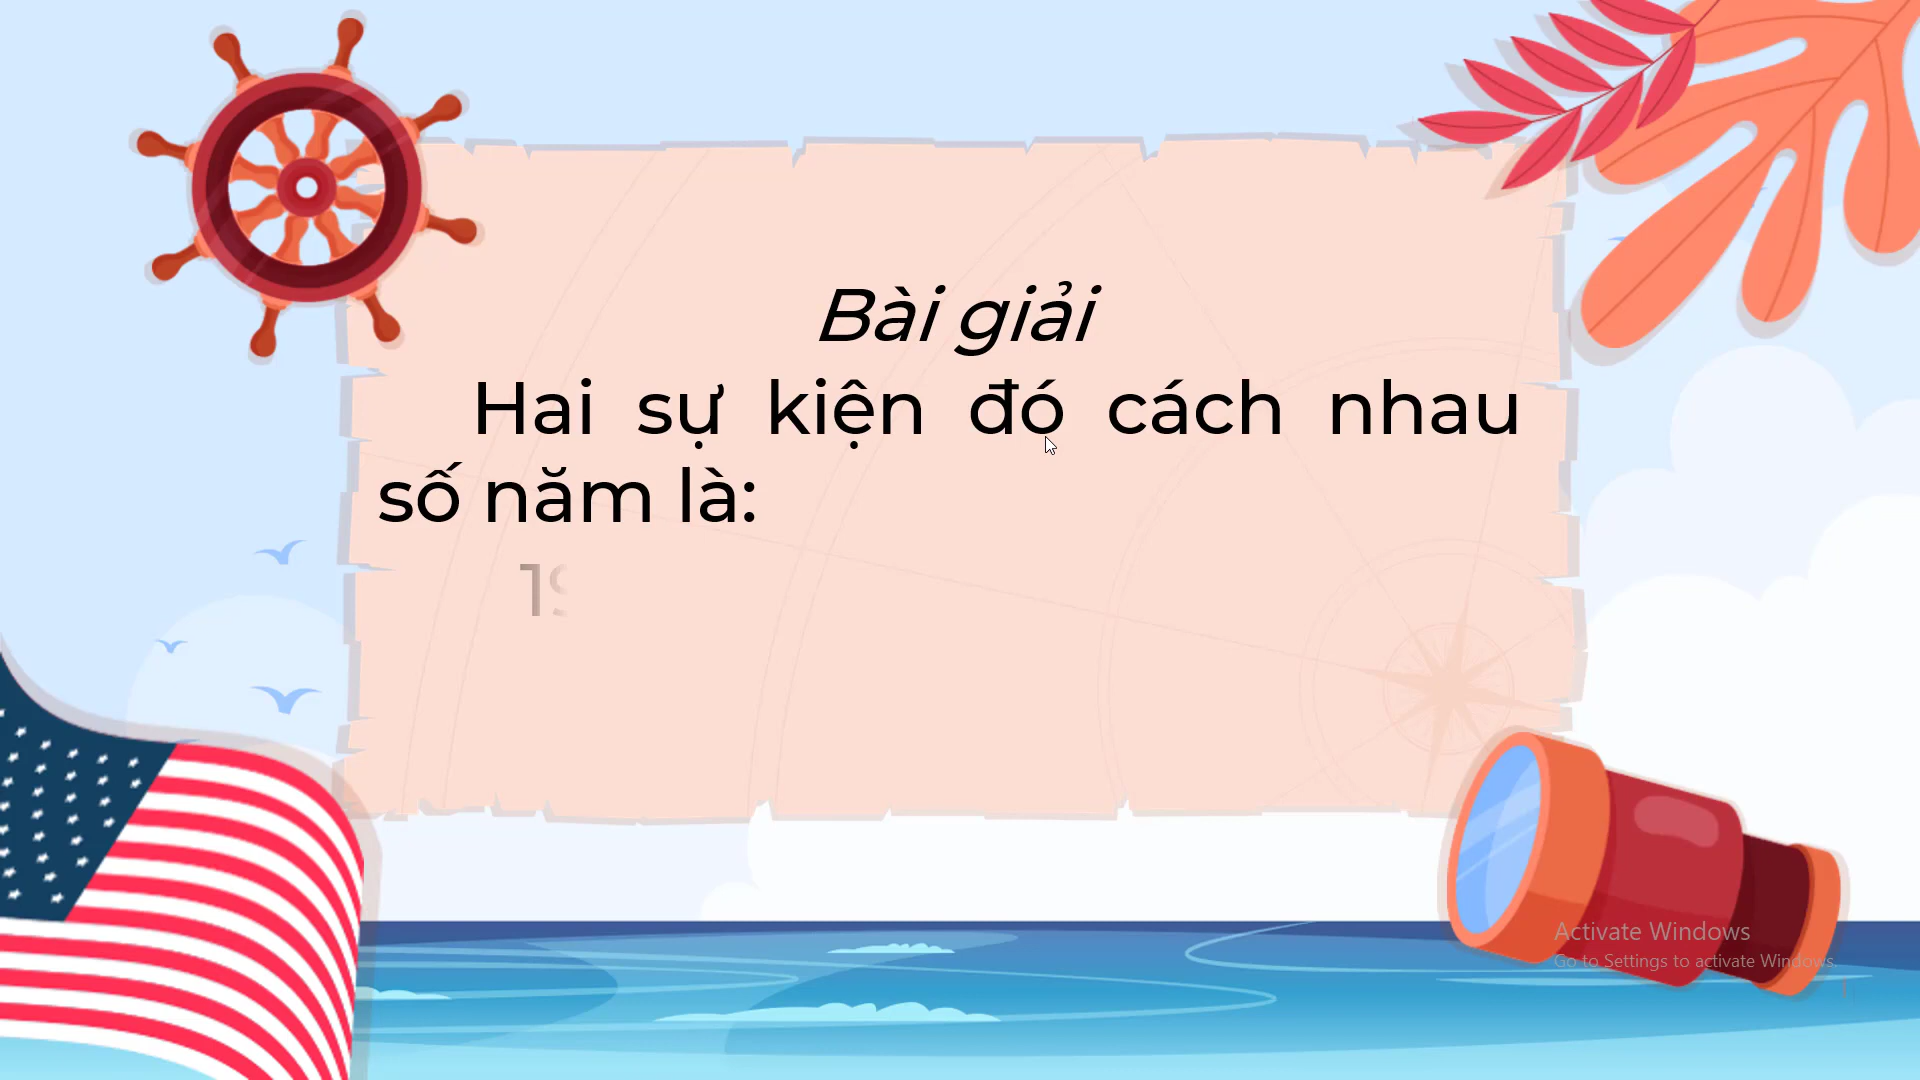 Bài giải
Hai sự kiện đó cách nhau
số năm là:
19
Activate Windows
Go to Settings to activate Windows.